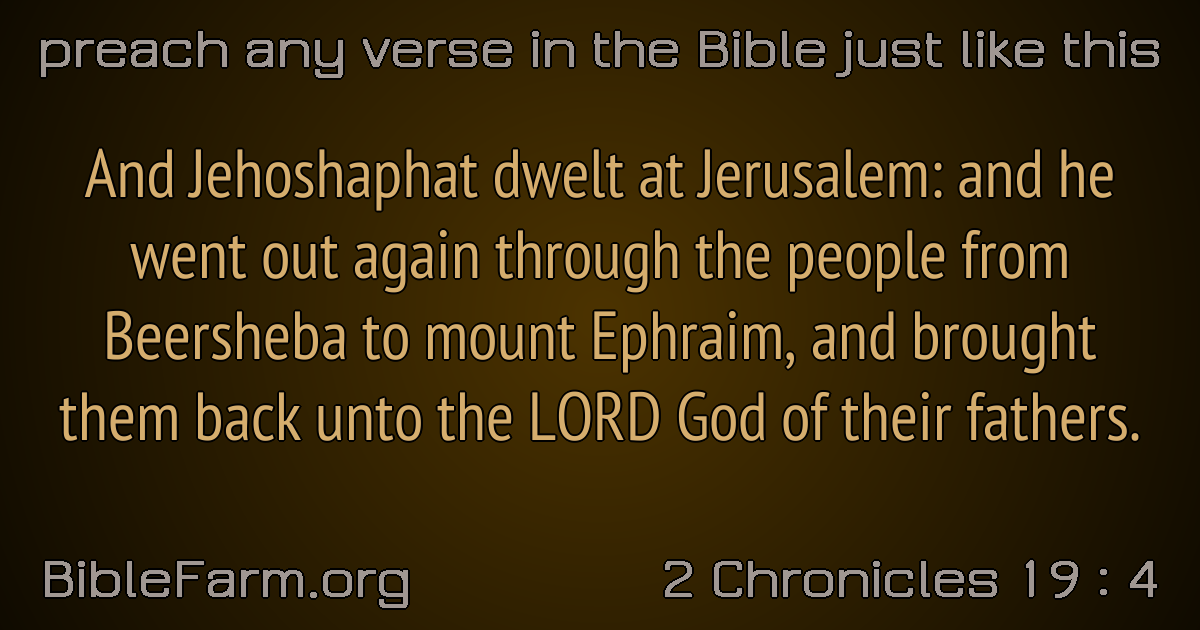 preach any verse in the Bible just like this
And Jehoshaphat dwelt at Jerusalem: and he
went out again through the people from
Beersheba to mount Ephraim, and brought
them back unto the LORD God of their fathers.
BibleFarm.org
2 Chronicles 19 : 4